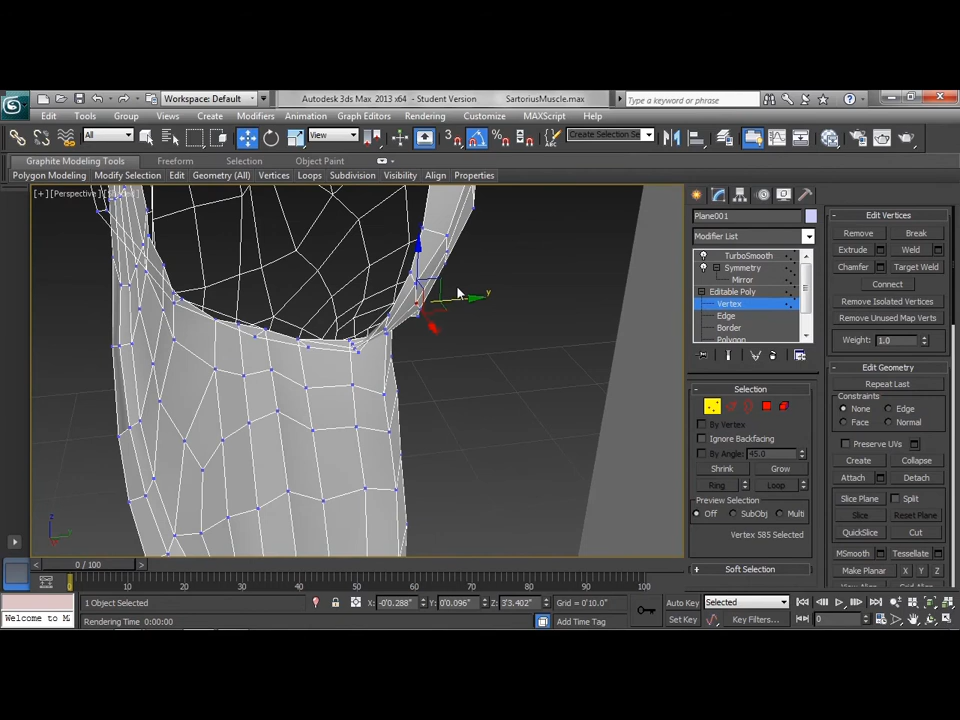 Workspace: Default
Autodesk 3ds Max 2013 x64 - Student Version SartoriusMuscle.max
Type a keyword or phrase
Edit Tools Group Views Create Modifiers Animation Graph Editors Rendering Customize MAXScript Help
All View Create Selection Se
Graphite Modeling Tools Freeform Selection Object Paint
Polygon Modeling Modify Selection Edit Geometry (All) Vertices Loops Subdivision Visibility Align Properties
[+] [Perspective]
y
z
Plane001
Modifier List
TurboSmooth
Symmetry
Mirror
Editable Poly
Vertex
Edge
Border
Polygon
Selection
By Vertex
Ignore Backfacing
By Angle: 45.0
Shrink Grow
Ring Loop
Preview Selection
Off SubObj Multi
Vertex 585 Selected
Soft Selection
Edit Vertices
Remove Break
Extrude Weld
Chamfer Target Weld
Connect
Remove Isolated Vertices
Remove Unused Map Verts
Weight: 1.0
Edit Geometry
Repeat Last
Constraints
None Edge
Face Normal
Preserve UVs
Create Collapse
Attach Detach
Slice Plane Split
Slice Reset Plane
QuickSlice Cut
MSmooth Tessellate
Make Planar X Y Z
View Align Grid Align
0 / 100
0 10 20 30 40 50 60 70 80 90 100
1 Object Selected X: -0'0.288" Y: 0'0.096" Z: 3'3.402" Grid = 0'10.0" Auto Key Selected
Welcome to M Rendering Time: 0:00:00 Add Time Tag Set Key Key Filters... 0